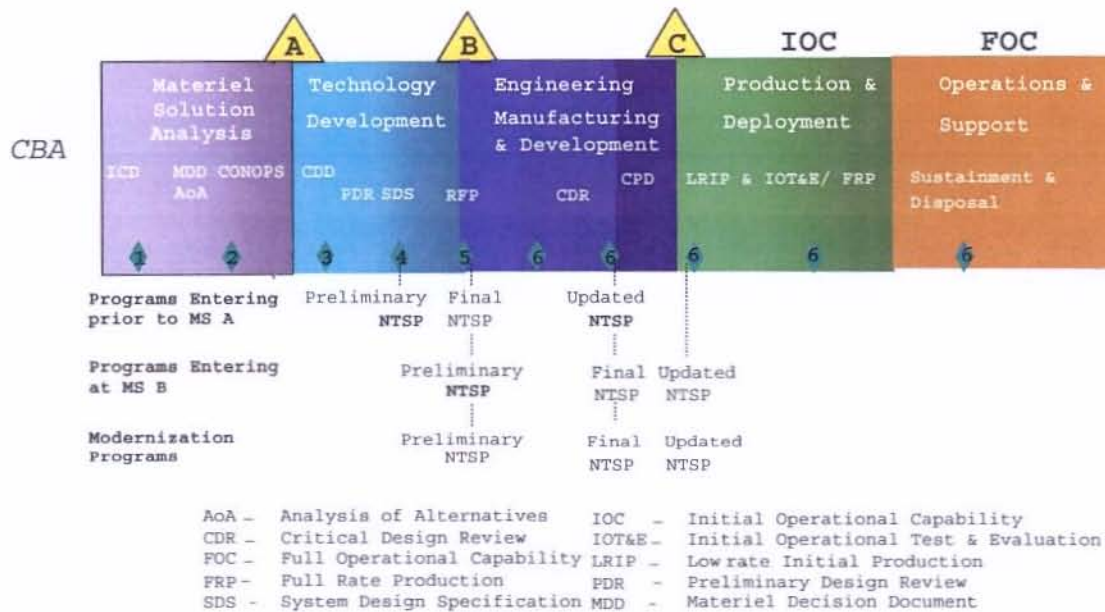 A B C IOC FOC
Materiel Technology Engineering Production & Operations &
Solution Development Manufacturing Deployment Support
Analysis & Development
CBA
ICD MDD CONOPS CDD CPD LRIP & IOT&E/ FRP Sustainment &
AoA PDR SDS RFP CDR Disposal
1 2 3 4 5 6 6 6 6 6
Programs Entering Preliminary Final Updated
prior to MS A NTSP NTSP NTSP
Programs Entering Preliminary Final Updated
at MS B NTSP NTSP NTSP
Modernization Preliminary Final Updated
Programs NTSP NTSP NTSP
AoA – Analysis of Alternatives IOC – Initial Operational Capability
CDR – Critical Design Review IOT&E – Initial Operational Test & Evaluation
FOC – Full Operational Capability LRIP – Low rate Initial Production
FRP – Full Rate Production PDR - Preliminary Design Review
SDS - System Design Specification MDD - Materiel Decision Document